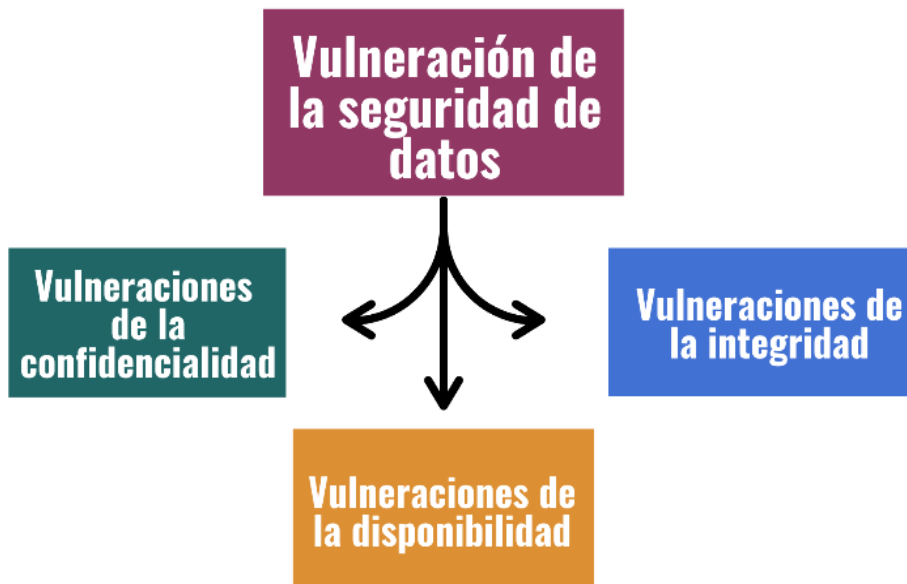 Vulneración de
la seguridad de
datos
Vulneraciones
de la
confidencialidad
Vulneraciones de
la integridad
Vulneraciones de
la disponibilidad